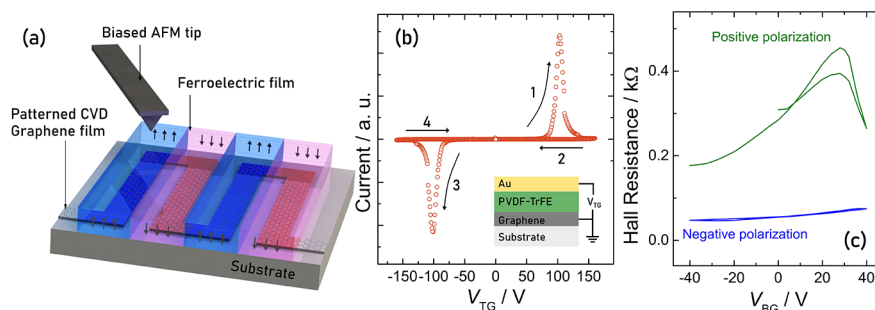 (a)
Biased AFM tip
Ferroelectric film
Patterned CVD
Graphene film
Substrate
(b)
Current / a. u.
1
2
3
4
Au
PVDF-TrFE
Graphene
Substrate
V_TG
-150 -100 -50 0 50 100 150
V_TG / V
Hall Resistance / kΩ
0.4
0.2
0.0
Positive polarization
Negative polarization
(c)
-40 -20 0 20 40
V_BG / V